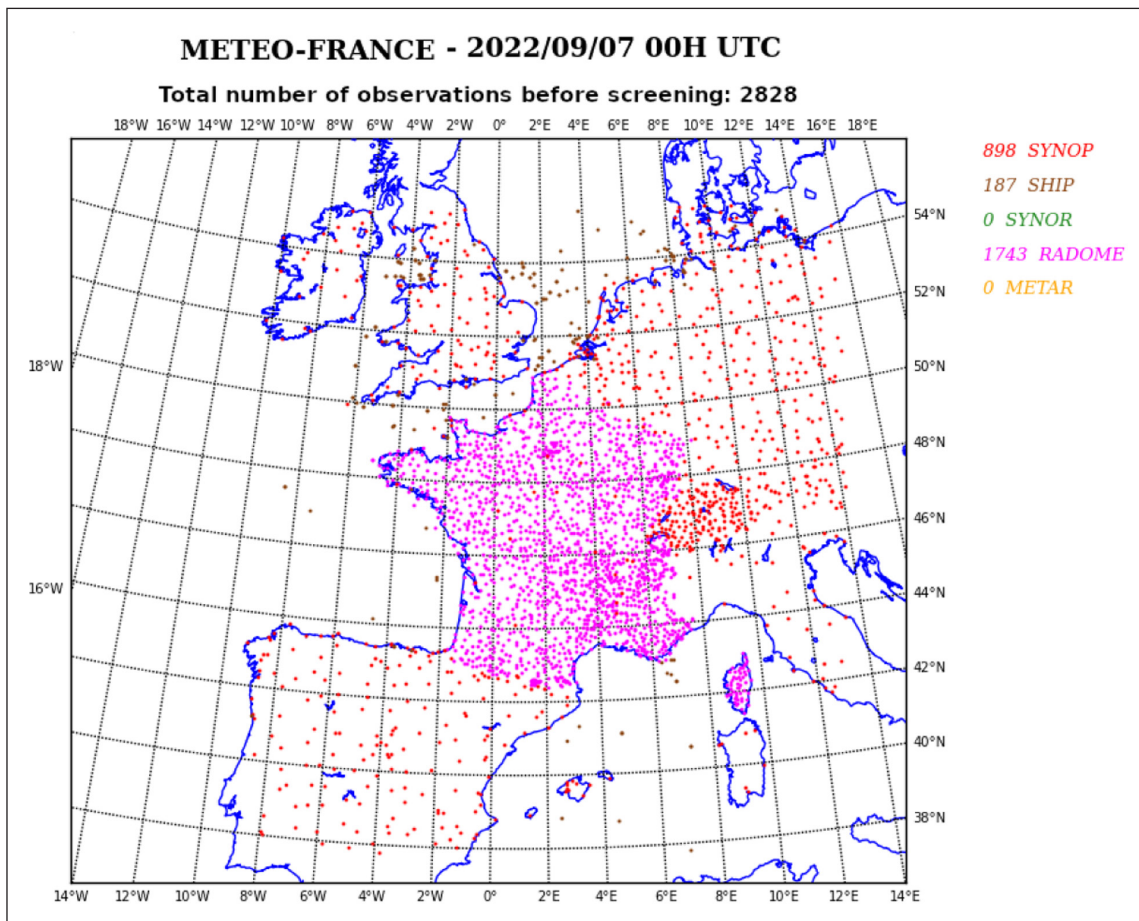 METEO-FRANCE - 2022/09/07 00H UTC
Total number of observations before screening: 2828
18°W 16°W 14°W 12°W 10°W 8°W 6°W 4°W 2°W 0° 2°E 4°E 6°E 8°E 10°E 12°E 14°E 16°E 18°E
898 SYNOP
187 SHIP
0 SYNOR
1743 RADOME
0 METAR
54°N
52°N
18°W 50°N
48°N
46°N
16°W 44°N
42°N
40°N
38°N
14°W 12°W 10°W 8°W 6°W 4°W 2°W 0° 2°E 4°E 6°E 8°E 10°E 12°E 14°E